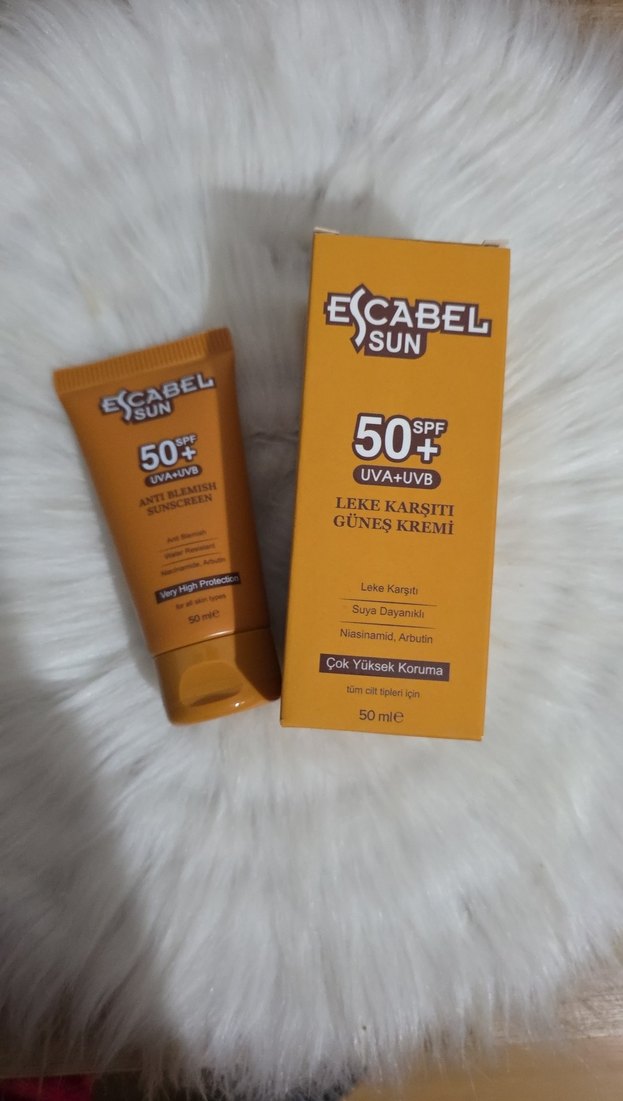 ESCABEL
SUN
50+ SPF
UVA+UVB
ANTI BLEMISH
SUNSCREEN
Anti Blemish
Water Resistant
Niacinamide, Arbutin
Very High Protection
for all skin types
50 ml℮
ESCABEL
SUN
50+ SPF
UVA+UVB
LEKE KARŞITI
GÜNEŞ KREMİ
Leke Karşıtı
Suya Dayanıklı
Niasinamid, Arbutin
Çok Yüksek Koruma
tüm cilt tipleri için
50 ml℮